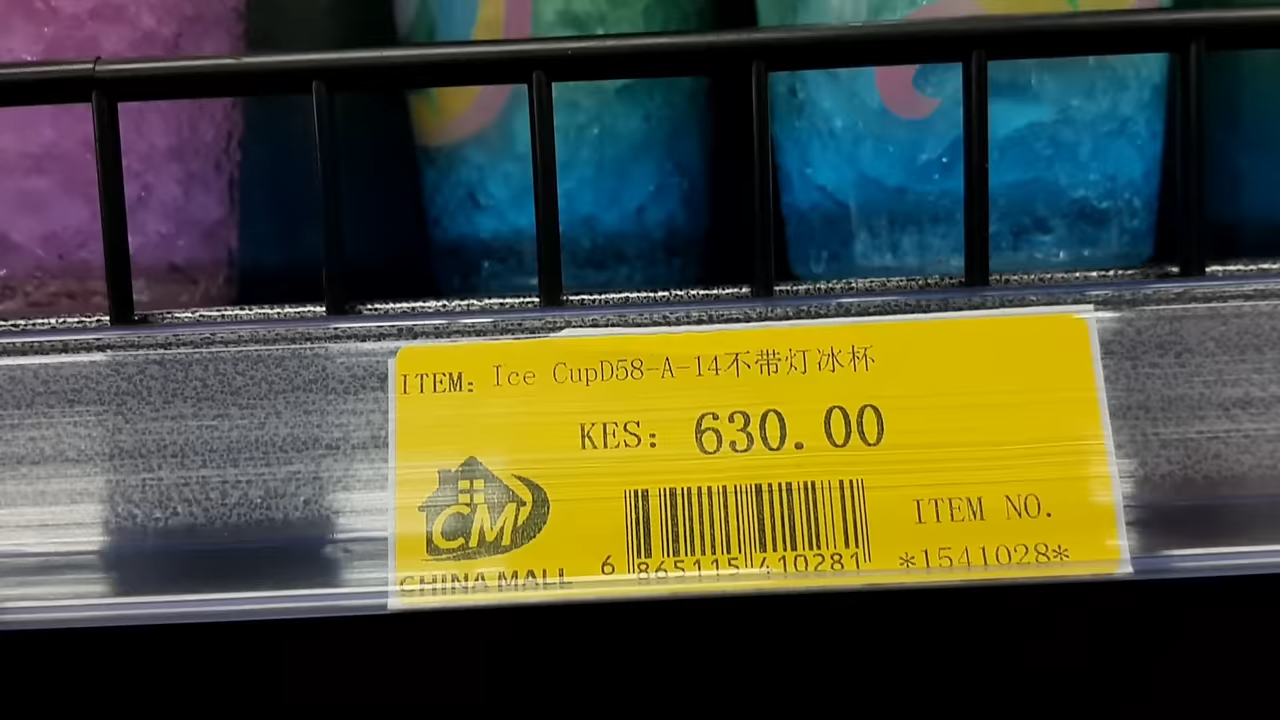 ITEM: Ice CupD58-A-14不带灯冰杯
KES: 630.00
CM
CHINA MALL
6 865115 410281
ITEM NO.
*1541028*